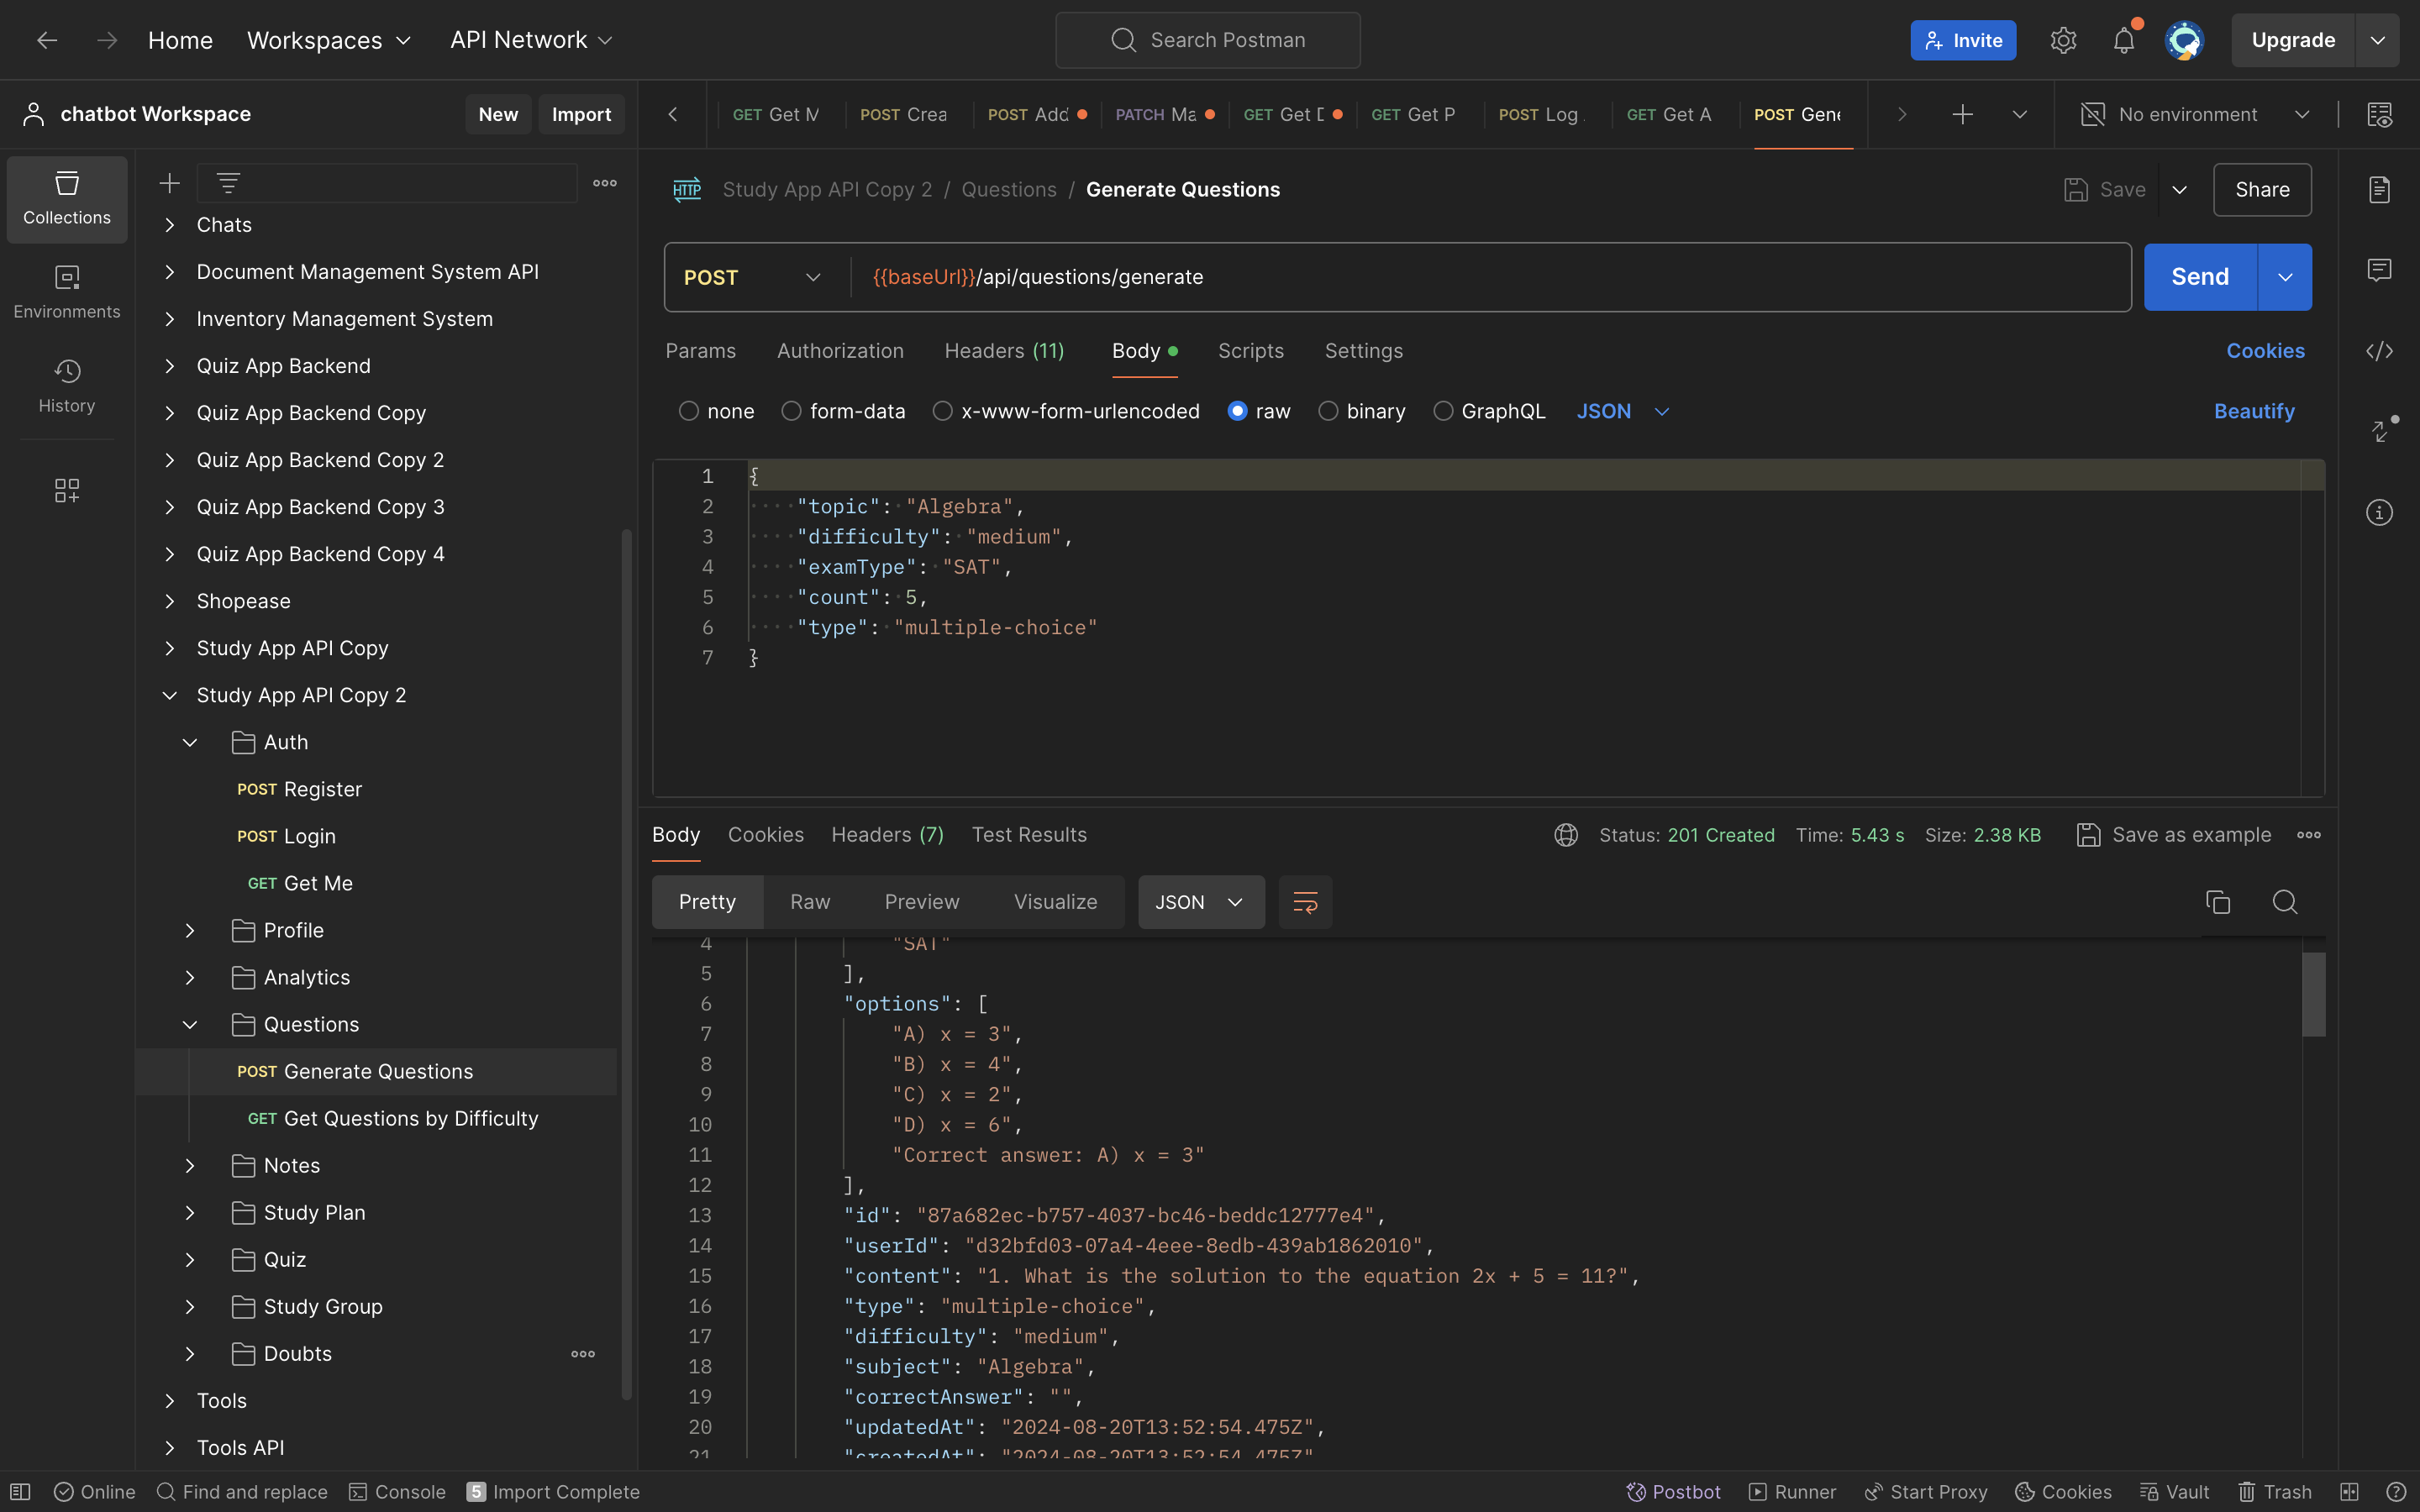 Home Workspaces API Network Search Postman Invite Upgrade
chatbot Workspace New Import
GET Get M POST Crea POST Add PATCH Ma GET Get D GET Get P POST Log GET Get A POST Gene No environment
Collections
Environments
History
Chats
Document Management System API
Inventory Management System
Quiz App Backend
Quiz App Backend Copy
Quiz App Backend Copy 2
Quiz App Backend Copy 3
Quiz App Backend Copy 4
Shopease
Study App API Copy
Study App API Copy 2
Auth
POST Register
POST Login
GET Get Me
Profile
Analytics
Questions
POST Generate Questions
GET Get Questions by Difficulty
Notes
Study Plan
Quiz
Study Group
Doubts
Tools
Tools API
HTTP Study App API Copy 2 / Questions / Generate Questions Save Share
POST {{baseUrl}}/api/questions/generate Send
Params Authorization Headers (11) Body Scripts Settings Cookies
none form-data x-www-form-urlencoded raw binary GraphQL JSON Beautify
1 {
2 "topic": "Algebra",
3 "difficulty": "medium",
4 "examType": "SAT",
5 "count": 5,
6 "type": "multiple-choice"
7 }
Body Cookies Headers (7) Test Results Status: 201 Created Time: 5.43 s Size: 2.38 KB Save as example
Pretty Raw Preview Visualize JSON
4 "SAT"
5 ],
6 "options": [
7 "A) x = 3",
8 "B) x = 4",
9 "C) x = 2",
10 "D) x = 6",
11 "Correct answer: A) x = 3"
12 ],
13 "id": "87a682ec-b757-4037-bc46-beddc12777e4",
14 "userId": "d32bfd03-07a4-4eee-8edb-439ab1862010",
15 "content": "1. What is the solution to the equation 2x + 5 = 11?",
16 "type": "multiple-choice",
17 "difficulty": "medium",
18 "subject": "Algebra",
19 "correctAnswer": "",
20 "updatedAt": "2024-08-20T13:52:54.475Z",
21 "createdAt": "2024-08-20T13:52:54.475Z"
Online Find and replace Console 5 Import Complete Postbot Runner Start Proxy Cookies Vault Trash